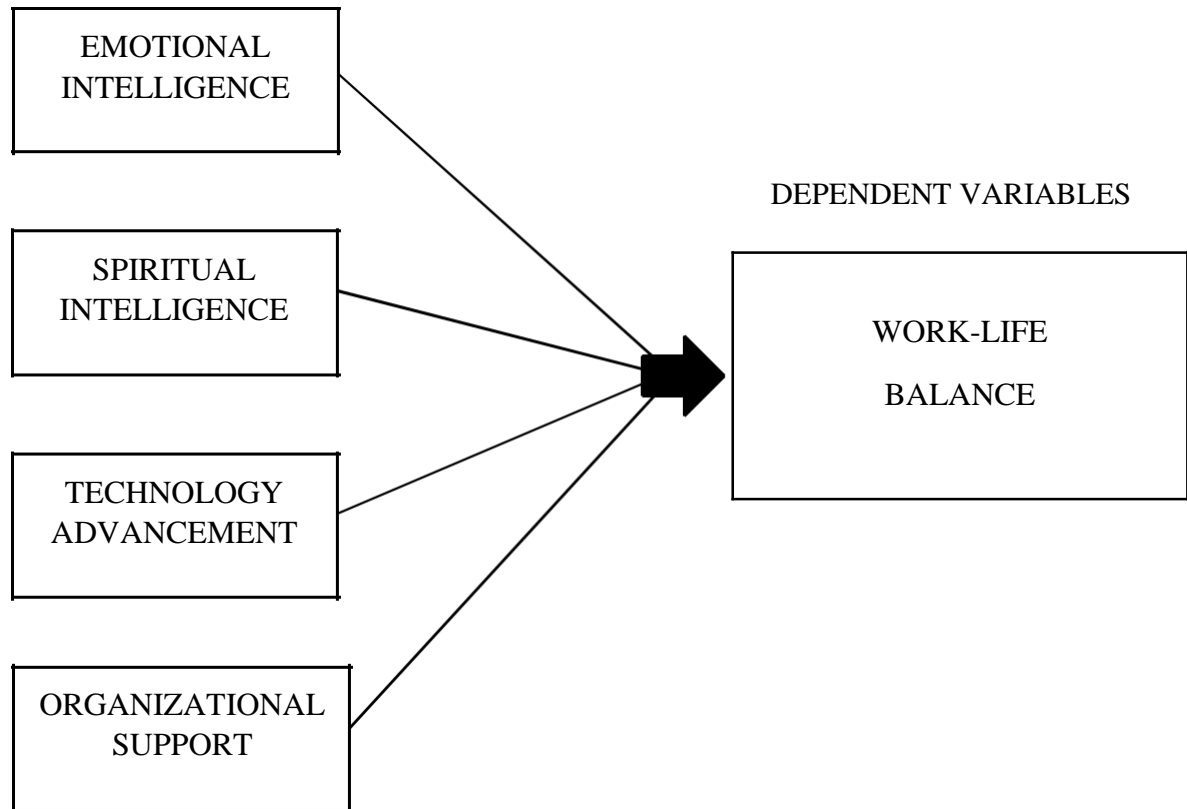 EMOTIONAL
INTELLIGENCE
SPIRITUAL
INTELLIGENCE
TECHNOLOGY
ADVANCEMENT
ORGANIZATIONAL
SUPPORT
DEPENDENT VARIABLES
WORK-LIFE
BALANCE